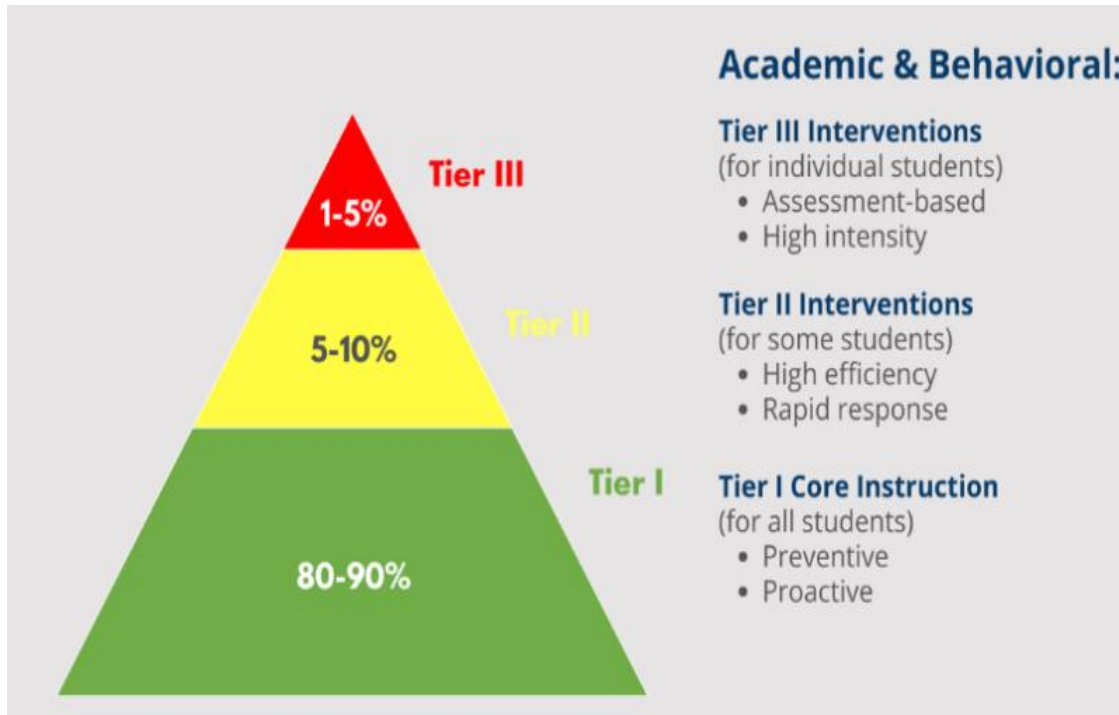 Academic & Behavioral:
Tier III Interventions
(for individual students)
• Assessment-based
• High intensity
Tier II Interventions
(for some students)
• High efficiency
• Rapid response
Tier I Core Instruction
(for all students)
• Preventive
• Proactive
Tier III
1-5%
Tier II
5-10%
Tier I
80-90%